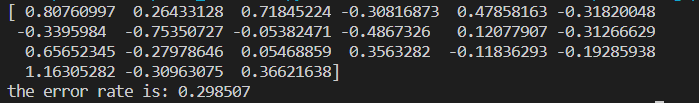 [ 0.80760997  0.26433128  0.71845224 -0.30816873  0.47858163 -0.31820048
 -0.3395984  -0.75350727 -0.05382471 -0.4867326   0.12077907 -0.31266629
  0.65652345 -0.27978646  0.05468859  0.3563282  -0.11836293 -0.19285938
  1.16305282 -0.30963075  0.36621638]
the error rate is: 0.298507